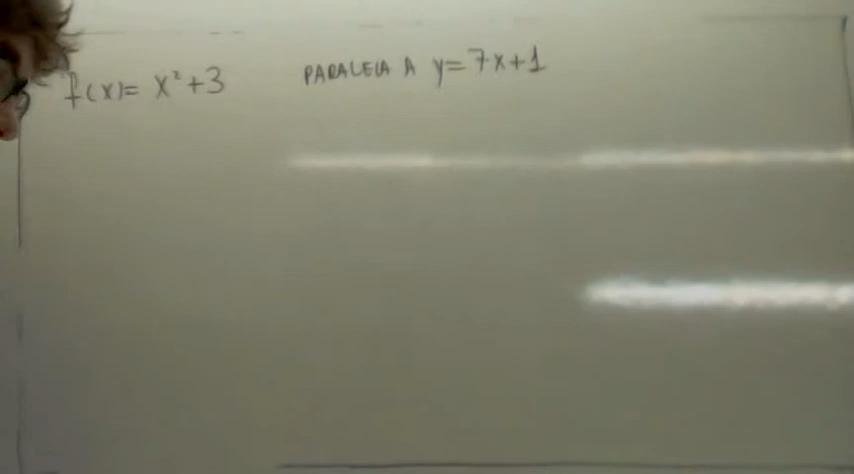 f(x)= x²+3 PARALELA A y=7x+1